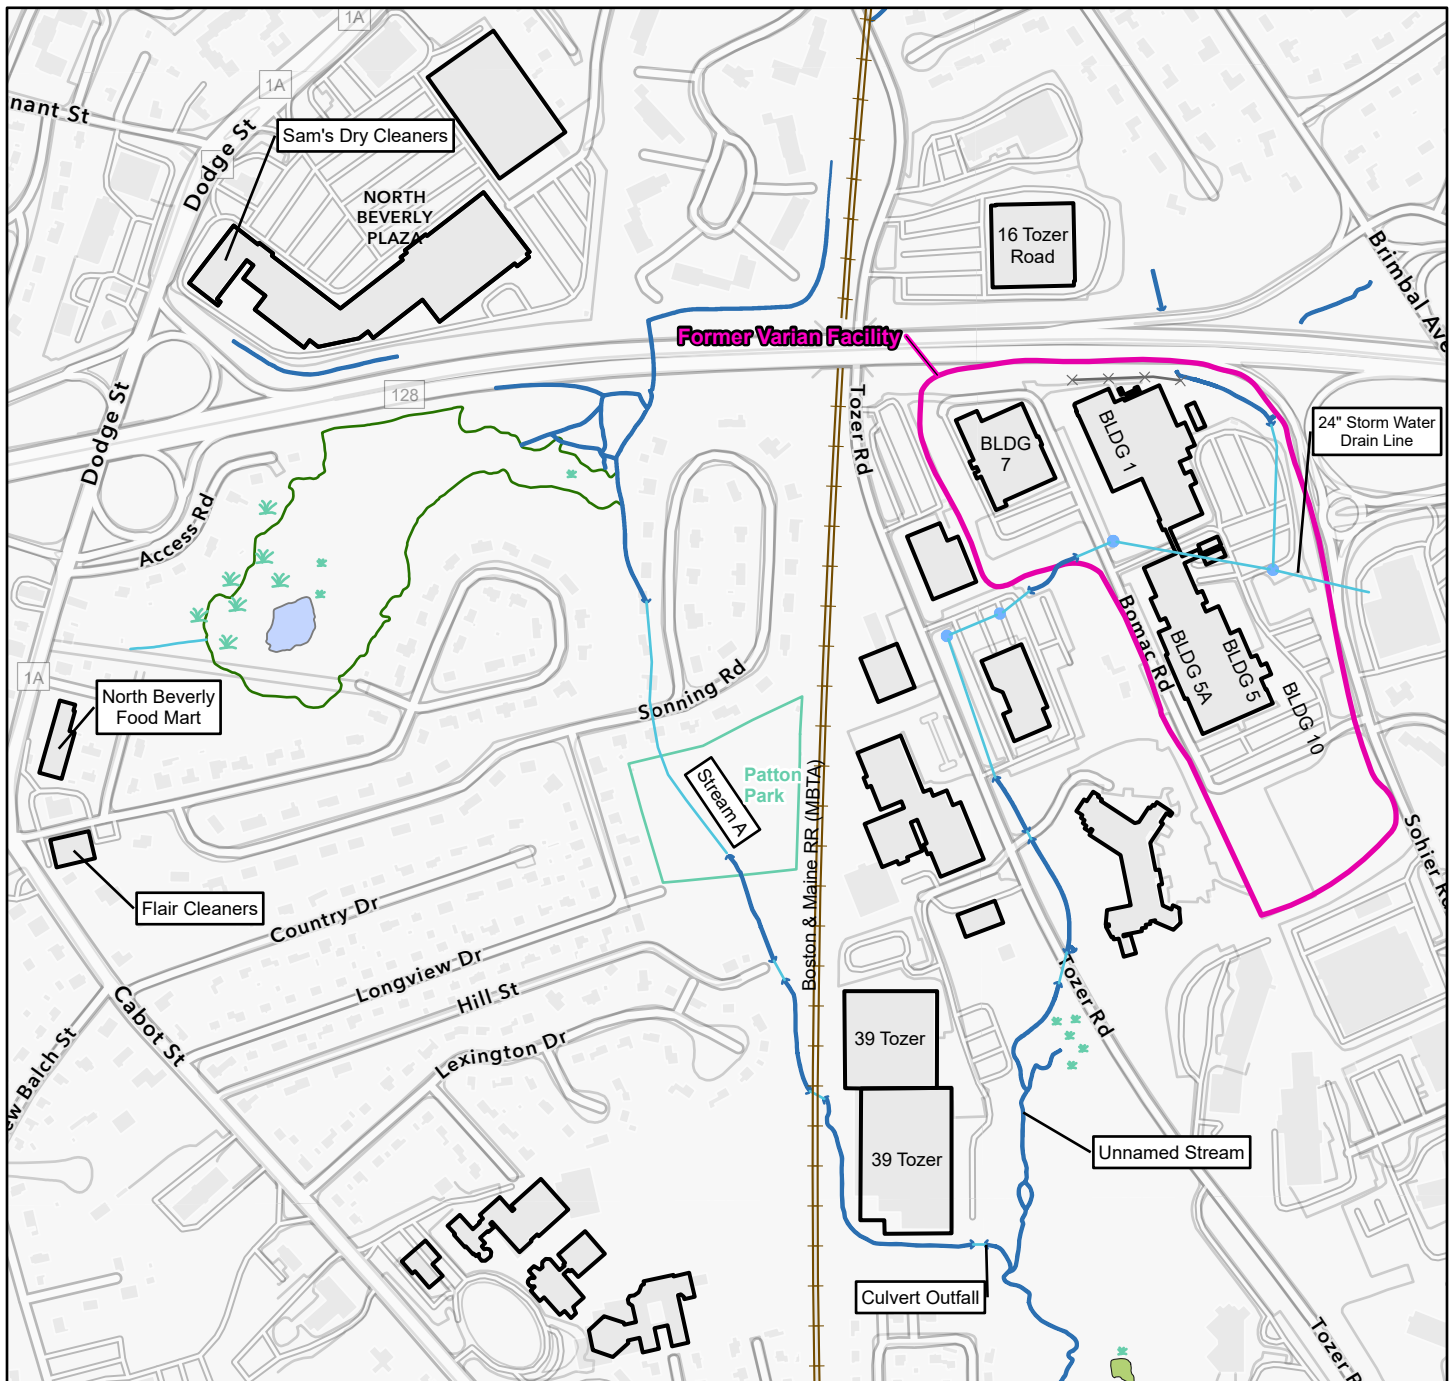 1A
1A
nant St
Dodge St
Sam's Dry Cleaners
NORTH
BEVERLY
PLAZA
16 Tozer
Road
Brimbal Ave
Former Varian Facility
128
Dodge St
Tozer Rd
BLDG
7
BLDG 1
24" Storm Water
Drain Line
Access Rd
Bomac Rd
BLDG 5A
BLDG 5
BLDG 10
1A
North Beverly
Food Mart
Sonning Rd
Stream A
Patton
Park
Boston & Maine RR (MBTA)
Sohier Rd
Flair Cleaners
Country Dr
Longview Dr
Hill St
Lexington Dr
Cabot St
ew Balch St
Tozer Rd
39 Tozer
39 Tozer
Unnamed Stream
Culvert Outfall
Tozer R